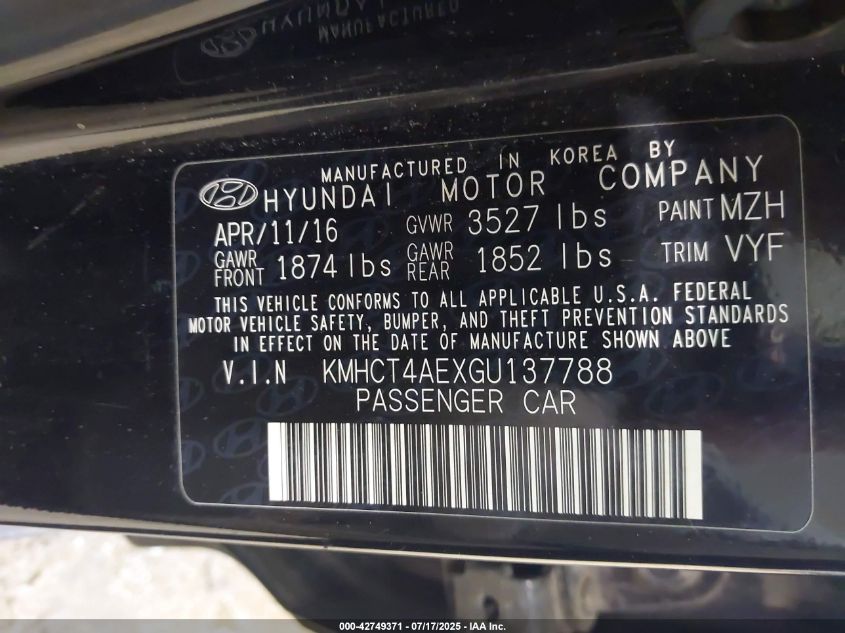 MANUFACTURED IN KOREA BY
HYUNDAI MOTOR COMPANY
APR/11/16 GVWR 3527 lbs PAINT MZH
GAWR FRONT 1874 lbs GAWR REAR 1852 lbs TRIM VYF
THIS VEHICLE CONFORMS TO ALL APPLICABLE U.S.A. FEDERAL
MOTOR VEHICLE SAFETY, BUMPER, AND THEFT PREVENTION STANDARDS
IN EFFECT ON THE DATE OF MANUFACTURE SHOWN ABOVE
V.I.N KMHCT4AEXGU137788
PASSENGER CAR
000-42749371 - 07/17/2025 - IAA Inc.